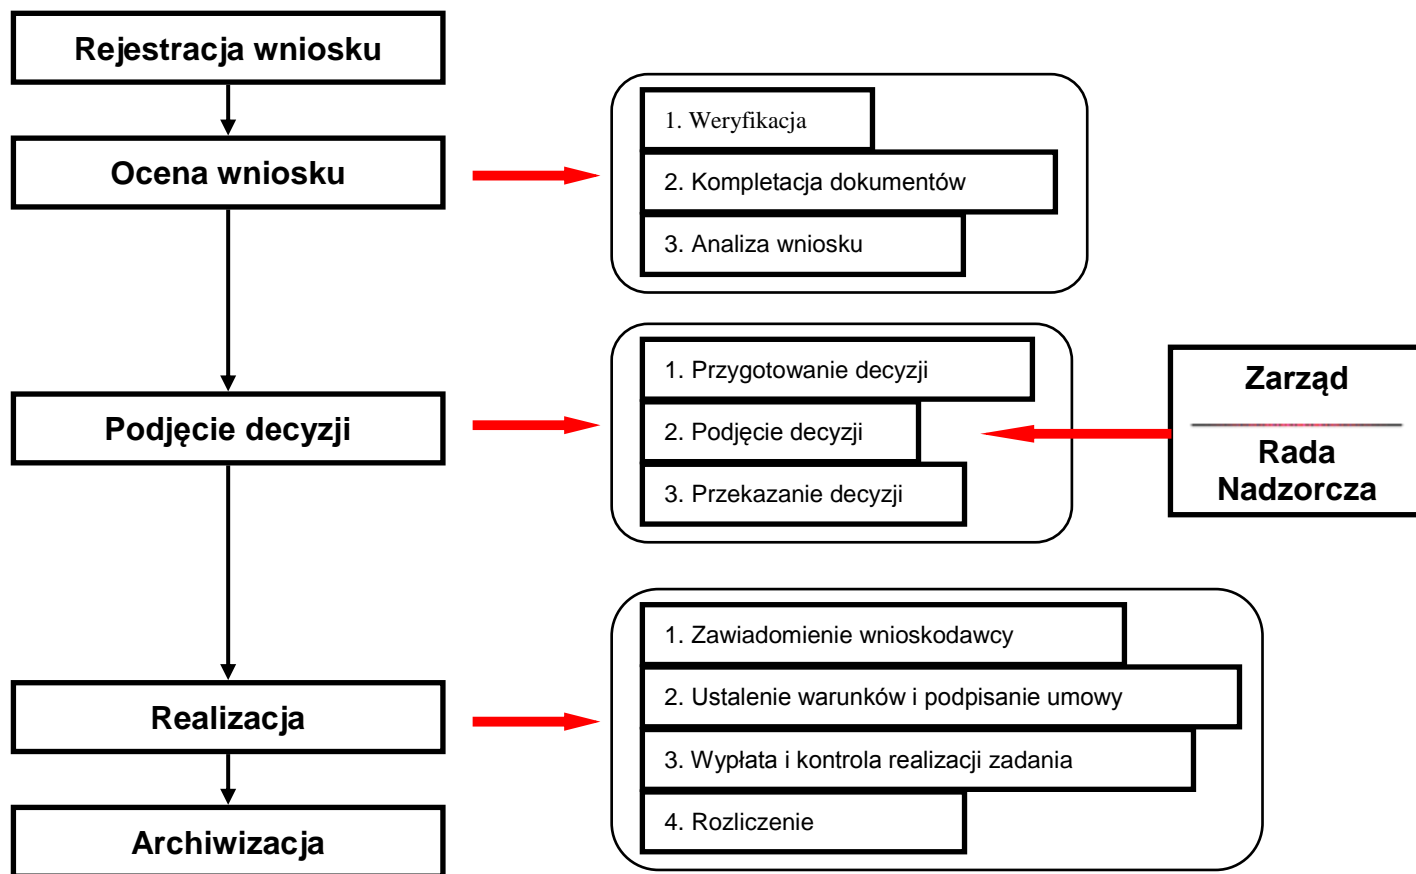 Rejestracja wniosku
Ocena wniosku
1. Weryfikacja
2. Kompletacja dokumentów
3. Analiza wniosku
Podjęcie decyzji
1. Przygotowanie decyzji
2. Podjęcie decyzji
3. Przekazanie decyzji
Zarząd
Rada
Nadzorcza
Realizacja
1. Zawiadomienie wnioskodawcy
2. Ustalenie warunków i podpisanie umowy
3. Wypłata i kontrola realizacji zadania
4. Rozliczenie
Archiwizacja